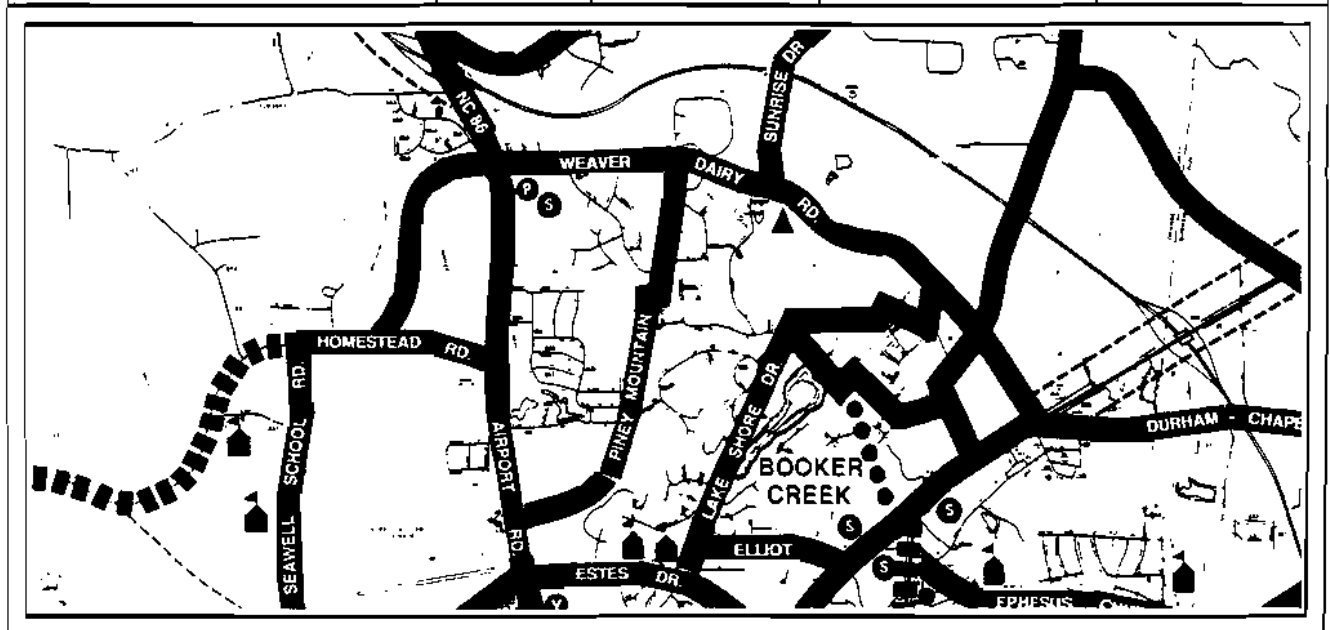 SUNRISE DR
NC 86
WEAVER
DAIRY
RD.
P
S
HOMESTEAD
RD.
SEAWELL SCHOOL RD.
AIRPORT
RD.
PINEY MOUNTAIN
LAKE SHORE DR
BOOKER
CREEK
DURHAM - CHAPE
S
S
S
ELLIOT
ESTES DR
EPHESUS